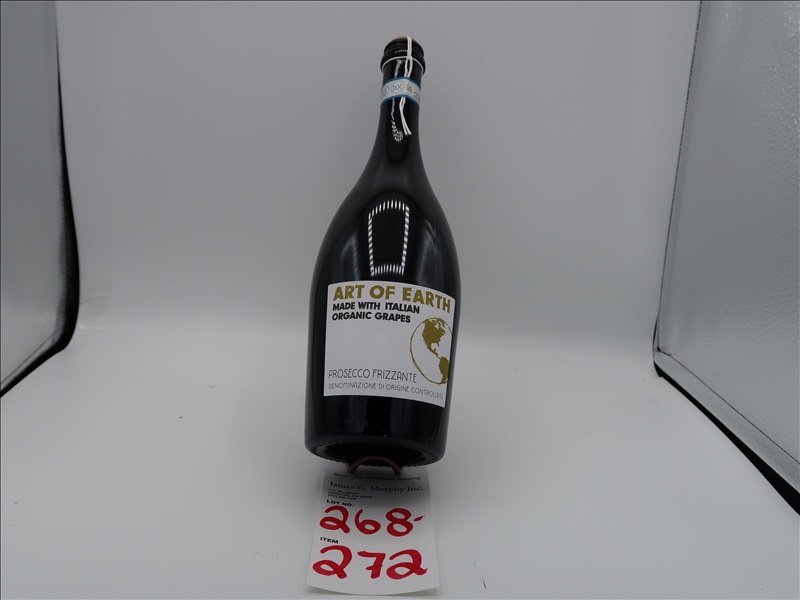 DOC
ART OF EARTH
MADE WITH ITALIAN
ORGANIC GRAPES
PROSECCO FRIZZANTE
DENOMINAZIONE DI ORIGINE CONTROLLATA
James G. Murphy Inc.
LOT NO.
268-
ITEM
272